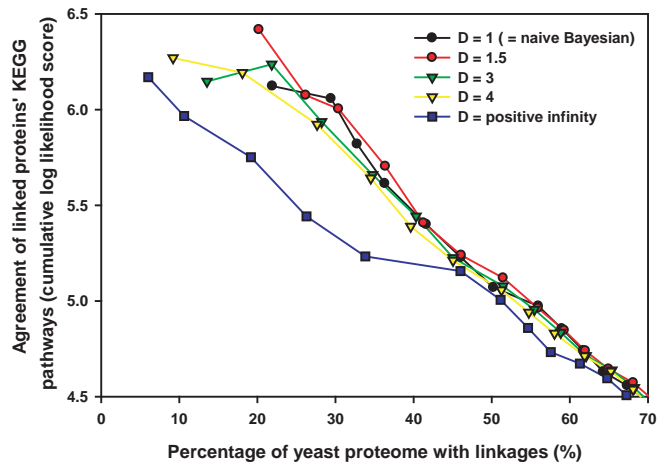 6.5
6.0
5.5
5.0
4.5
Agreement of linked proteins' KEGG
pathways (cumulative log likelihood score)
D = 1 ( = naive Bayesian)
D = 1.5
D = 3
D = 4
D = positive infinity
0 10 20 30 40 50 60 70
Percentage of yeast proteome with linkages (%)